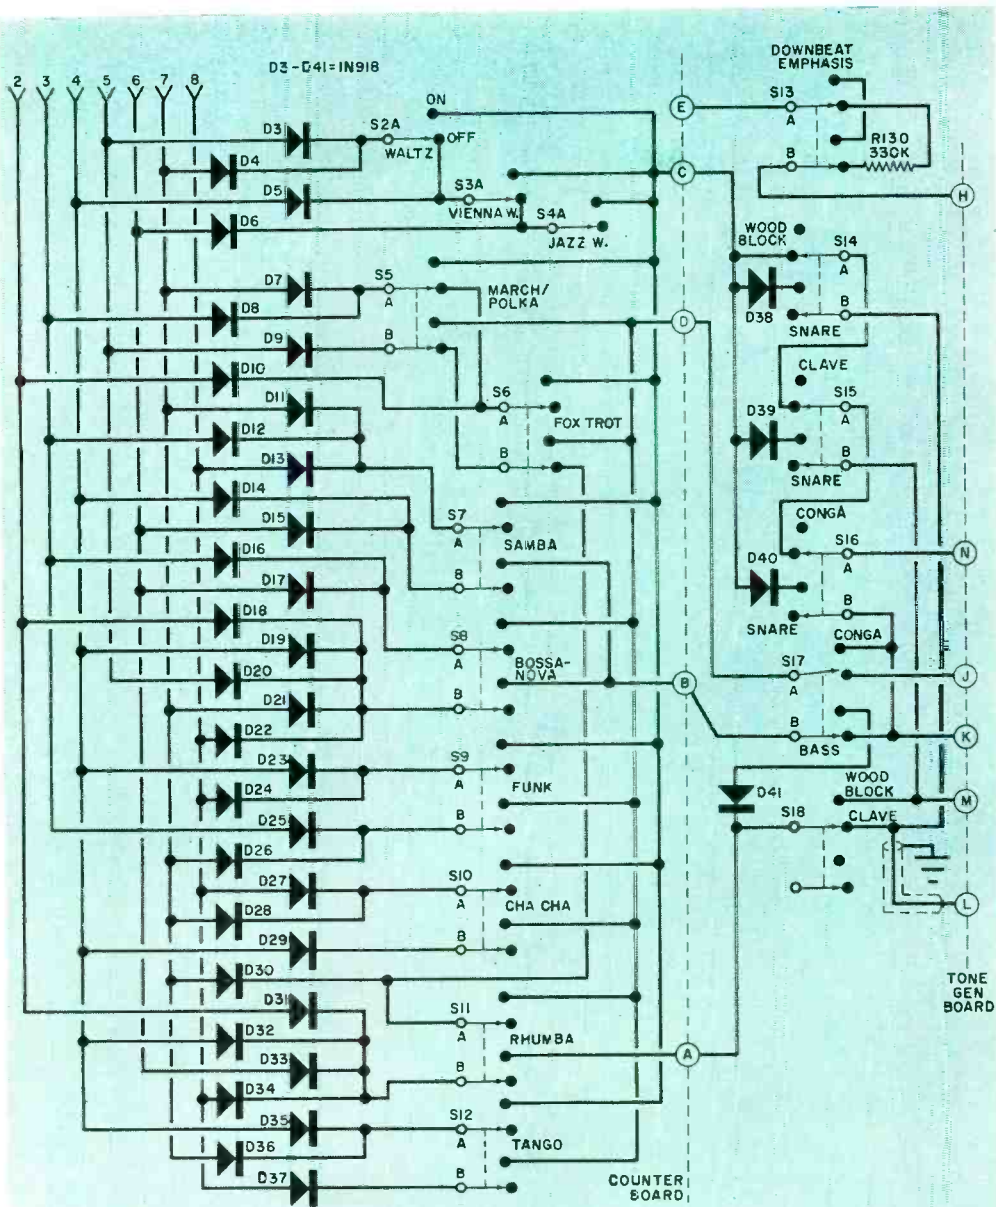 D3-D41=1N918
2 3 4 5 6 7 8
DOWNBEAT
EMPHASIS
ON
S13
A
E
D3
S2A
OFF
WALTZ
D4
R130
330K
B
C
D5
S3A
VIENNA W.
H
D6
S4A
JAZZ W.
WOOD
BLOCK
S14
A
D7
S5
A
MARCH/
POLKA
D8
D38
B
SNARE
D
D9
B
CLAVE
D10
S6
A
FOX TROT
S15
A
D11
D39
D12
B
SNARE
D13
B
D14
CONGA
S7
A
SAMBA
D15
S16
A
N
D16
D40
D17
B
B
SNARE
D18
CONGA
D19
S8
A
BOSSA-
NOVA
S17
A
J
D20
B
D21
B
B
BASS
K
D22
D23
S9
A
FUNK
WOOD
BLOCK
D24
D41
M
D25
B
S18
CLAVE
D26
D27
S10
A
CHA CHA
D28
L
D29
B
D30
TONE
GEN
BOARD
D31
S11
A
RHUMBA
D32
A
D33
B
D34
D35
S12
A
TANGO
D36
D37
B
COUNTER
BOARD